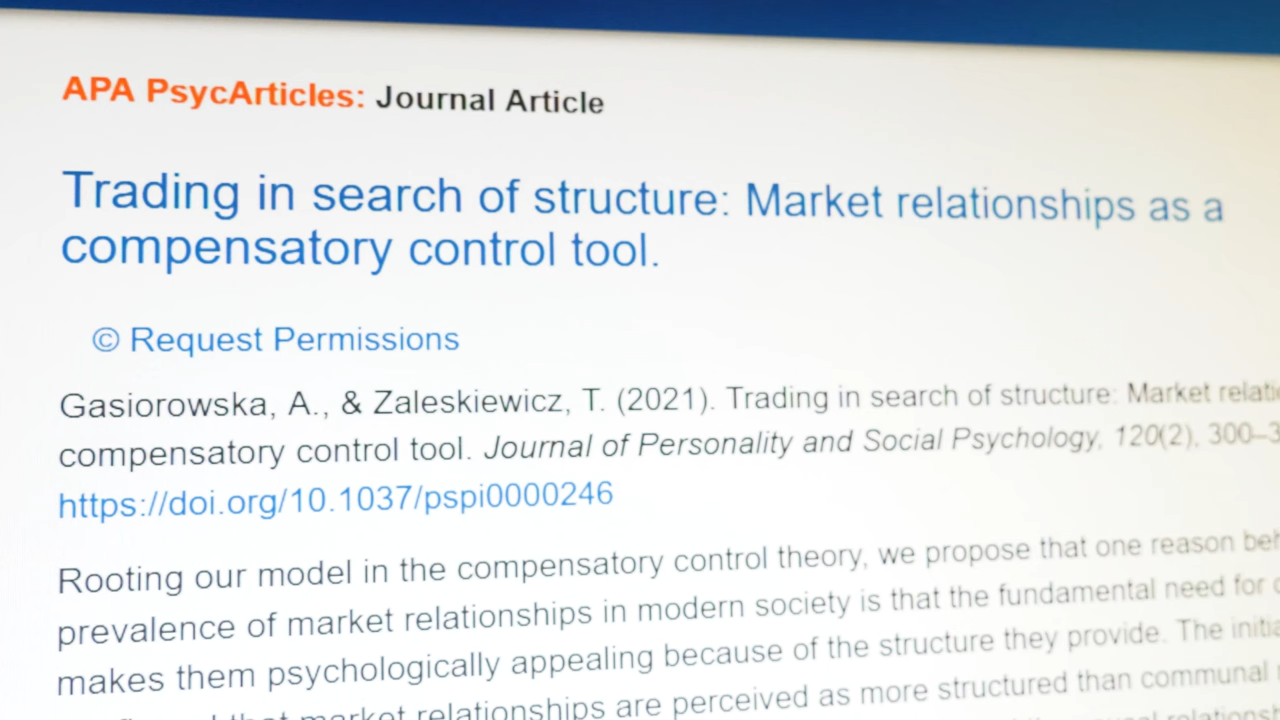 APA PsycArticles: Journal Article
Trading in search of structure: Market relationships as a
compensatory control tool.
© Request Permissions
Gasiorowska, A., & Zaleskiewicz, T. (2021). Trading in search of structure: Market
compensatory control tool. Journal of Personality and Social Psychology, 120(2), 300–3
https://doi.org/10.1037/pspi0000246
Rooting our model in the compensatory control theory, we propose that one reason
prevalence of market relationships in modern society is that the fundamental need for
makes them psychologically appealing because of the structure they provide. The
that market relationships are perceived as more structured than communal